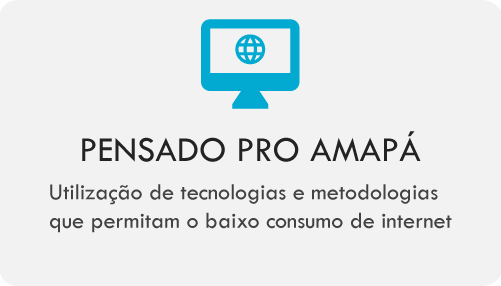 PENSADO PRO AMAPÁ
Utilização de tecnologias e metodologias
que permitam o baixo consumo de internet